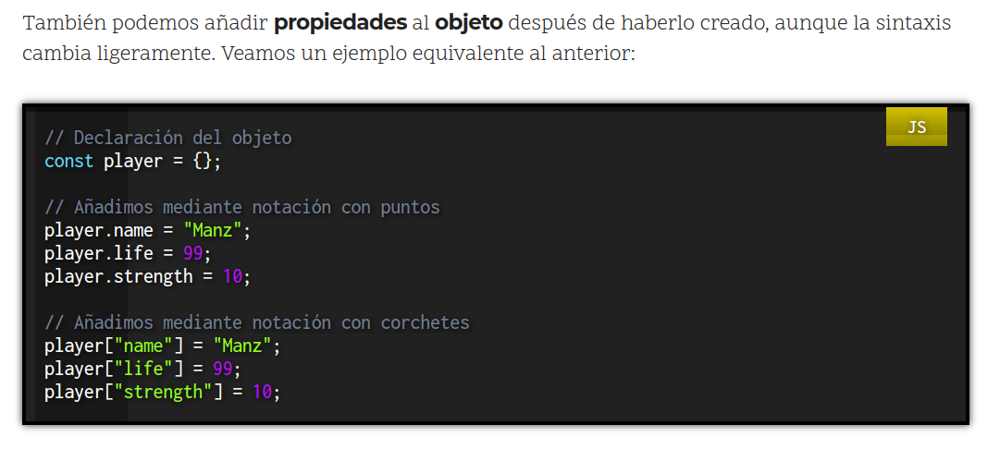 También podemos añadir propiedades al objeto después de haberlo creado, aunque la sintaxis
cambia ligeramente. Veamos un ejemplo equivalente al anterior:
JS
// Declaración del objeto
const player = {};
// Añadimos mediante notación con puntos
player.name = "Manz";
player.life = 99;
player.strength = 10;
// Añadimos mediante notación con corchetes
player["name"] = "Manz";
player["life"] = 99;
player["strength"] = 10;